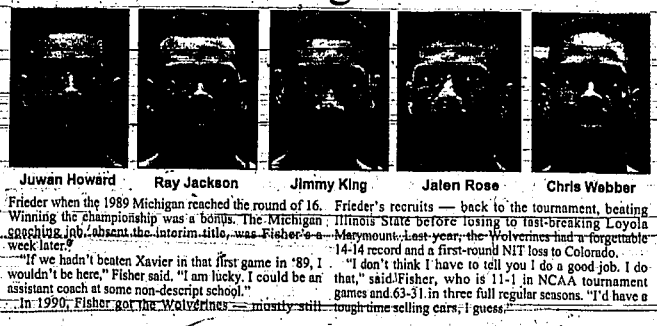 Juwan Howard
Ray Jackson
Jimmy King
Jalen Rose
Chris Webber
Frieder when the 1989 Michigan reached the round of 16.
Winning the championship was a bonus. The Michigan
coaching job, absent the interim title, was Fisher's a
week later.
"If we hadn't beaten Xavier in that first game in '89, I
wouldn't be here," Fisher said. "I am lucky. I could be an
assistant coach at some non-descript school."
In 1990, Fisher got the Wolverines — mostly still
Frieder's recruits — back to the tournament, beating
Illinois State before losing to fast-breaking Loyola
Marymount. Last year, the Wolverines had a forgettable
14-14 record and a first-round NIT loss to Colorado.
"I don't think I have to tell you I do a good job. I do
that," said Fisher, who is 11-1 in NCAA tournament
games and 63-31 in three full regular seasons. "I'd have a
tough time selling cars, I guess."